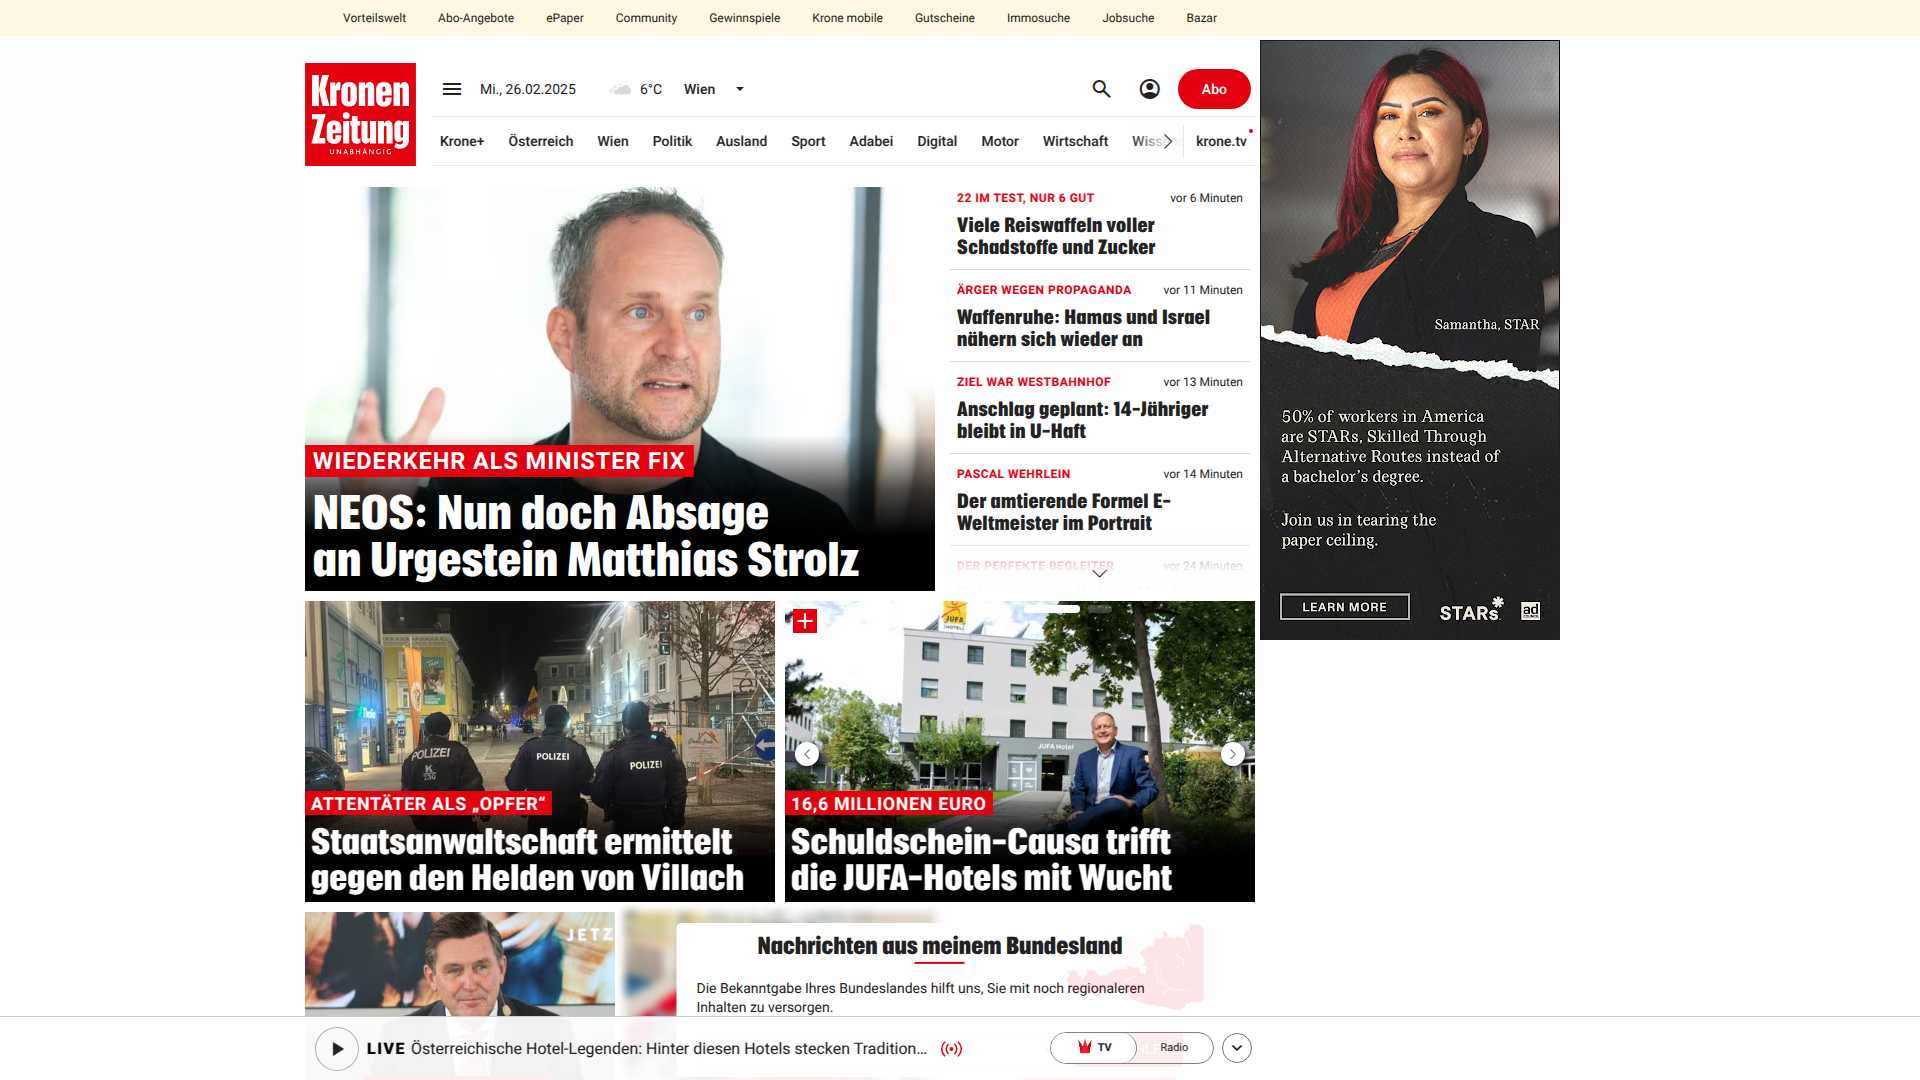 Vorteilswelt Abo-Angebote ePaper Community Gewinnspiele Krone mobile Gutscheine Immosuche Jobsuche Bazar
Kronen
Zeitung
UNABHÄNGIG
Mi., 26.02.2025 6°C Wien
Abo
Krone+ Österreich Wien Politik Ausland Sport Adabei Digital Motor Wirtschaft krone.tv
WIEDERKEHR ALS MINISTER FIX
NEOS: Nun doch Absage
an Urgestein Matthias Strolz
22 IM TEST, NUR 6 GUT vor 6 Minuten
Viele Reiswaffeln voller
Schadstoffe und Zucker
ÄRGER WEGEN PROPAGANDA vor 11 Minuten
Waffenruhe: Hamas und Israel
nähern sich wieder an
ZIEL WAR WESTBAHNHOF vor 13 Minuten
Anschlag geplant: 14-Jähriger
bleibt in U-Haft
PASCAL WEHRLEIN vor 14 Minuten
Der amtierende Formel E-
Weltmeister im Portrait
DER PERFEKTE BEGLEITER vor 24 Minuten
Samantha, STAR
50% of workers in America
are STARs, Skilled Through
Alternative Routes instead of
a bachelor's degree.
Join us in tearing the
paper ceiling.
LEARN MORE
STARs
ad
Thalia
POLIZEI
POLIZEI
POLIZEI
ATTENTÄTER ALS „OPFER“
Staatsanwaltschaft ermittelt
gegen den Helden von Villach
JUFA
HOTELS
JUFA Hotel
16,6 MILLIONEN EURO
Schuldschein-Causa trifft
die JUFA-Hotels mit Wucht
JETZ
Nachrichten aus meinem Bundesland
Die Bekanntgabe Ihres Bundeslandes hilft uns, Sie mit noch regionaleren
Inhalten zu versorgen.
LIVE Österreichische Hotel-Legenden: Hinter diesen Hotels stecken Tradition...
TV
Radio